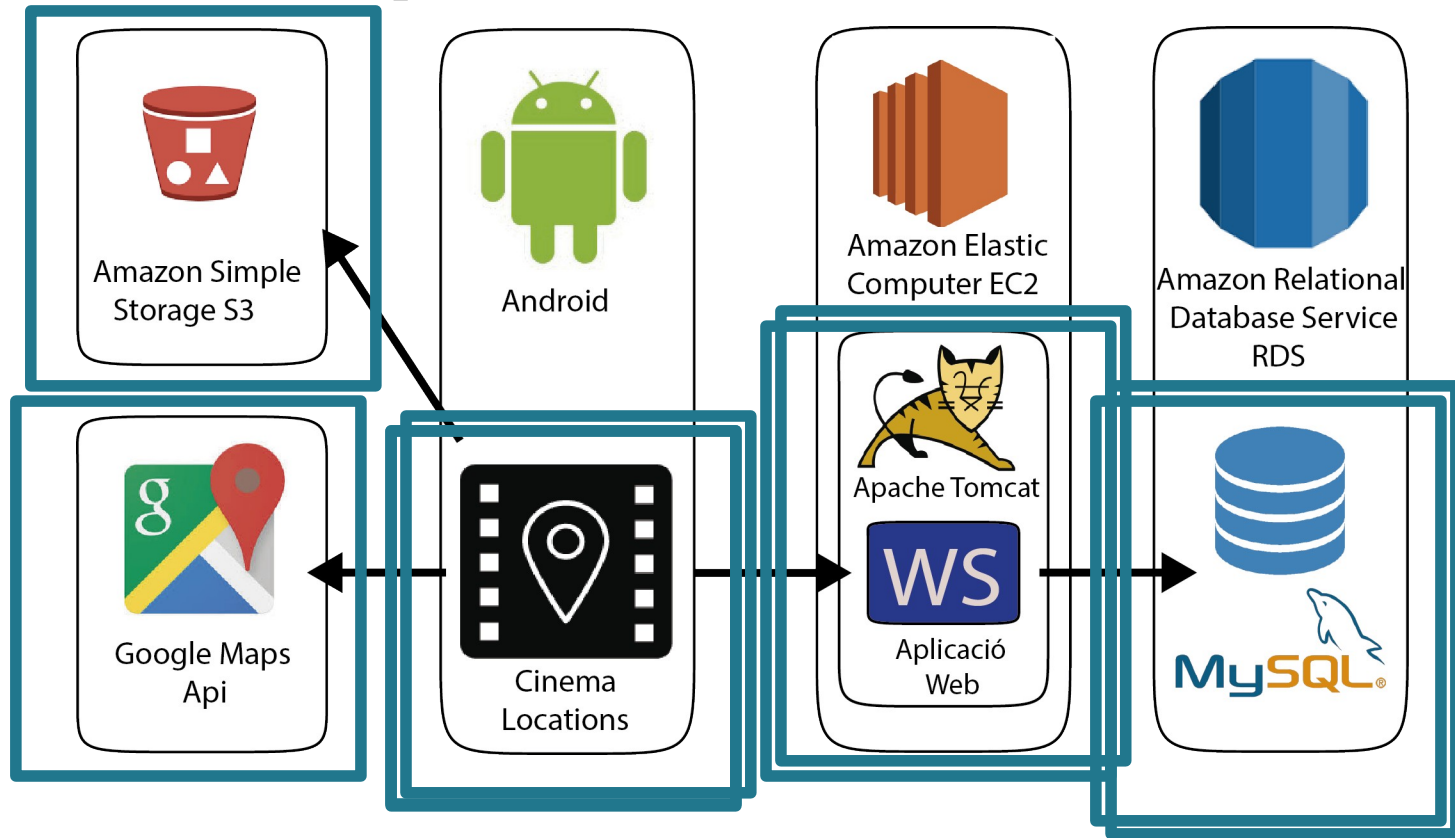 Amazon Simple
Storage S3
Android
Amazon Elastic
Computer EC2
Amazon Relational
Database Service
RDS
g
Google Maps
Api
Cinema
Locations
Apache Tomcat
WS
Aplicació
Web
MySQL®